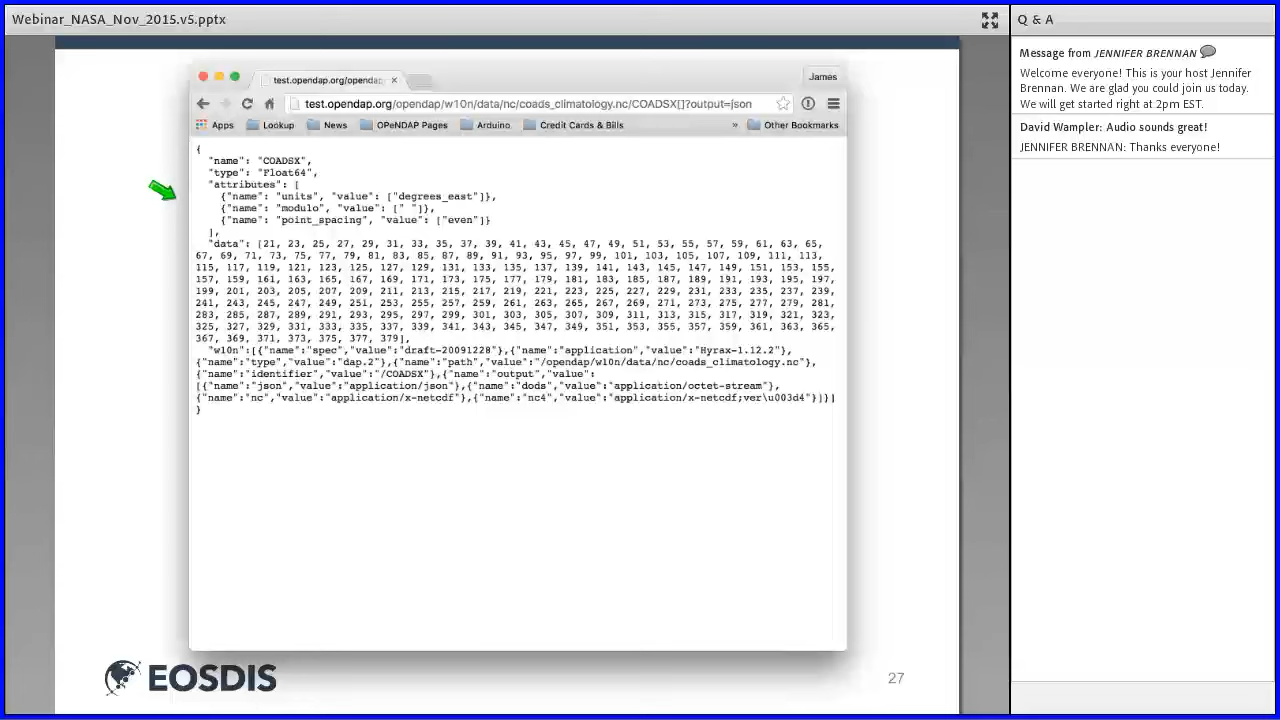 Webinar_NASA_Nov_2015.v5.pptx
test.opendap.org/opendap
James
test.opendap.org/opendap/w10n/data/nc/coads_climatology.nc/COADSX[]?output=json
Apps Lookup News OPeNDAP Pages Arduino Credit Cards & Bills » Other Bookmarks
{
"name": "COADSX",
"type": "Float64",
"attributes": [
{"name": "units", "value": ["degrees_east"]},
{"name": "modulo", "value": [" "]},
{"name": "point_spacing", "value": ["even"]}
],
"data": [21, 23, 25, 27, 29, 31, 33, 35, 37, 39, 41, 43, 45, 47, 49, 51, 53, 55, 57, 59, 61, 63, 65,
67, 69, 71, 73, 75, 77, 79, 81, 83, 85, 87, 89, 91, 93, 95, 97, 99, 101, 103, 105, 107, 109, 111, 113,
115, 117, 119, 121, 123, 125, 127, 129, 131, 133, 135, 137, 139, 141, 143, 145, 147, 149, 151, 153, 155,
157, 159, 161, 163, 165, 167, 169, 171, 173, 175, 177, 179, 181, 183, 185, 187, 189, 191, 193, 195, 197,
199, 201, 203, 205, 207, 209, 211, 213, 215, 217, 219, 221, 223, 225, 227, 229, 231, 233, 235, 237, 239,
241, 243, 245, 247, 249, 251, 253, 255, 257, 259, 261, 263, 265, 267, 269, 271, 273, 275, 277, 279, 281,
283, 285, 287, 289, 291, 293, 295, 297, 299, 301, 303, 305, 307, 309, 311, 313, 315, 317, 319, 321, 323,
325, 327, 329, 331, 333, 335, 337, 339, 341, 343, 345, 347, 349, 351, 353, 355, 357, 359, 361, 363, 365,
367, 369, 371, 373, 375, 377, 379],
"w10n":[{"name":"spec","value":"draft-20091228"},{"name":"application","value":"Hyrax-1.12.2"},
{"name":"type","value":"dap.2"},{"name":"path","value":"/opendap/w10n/data/nc/coads_climatology.nc"},
{"name":"identifier","value":"/COADSX"},{"name":"output","value":
[{"name":"json","value":"application/json"},{"name":"dods","value":"application/octet-stream"},
{"name":"nc","value":"application/x-netcdf"},{"name":"nc4","value":"application/x-netcdf;ver\u003d4"}]}]
}
EOSDIS
27
Q & A
Message from JENNIFER BRENNAN
Welcome everyone! This is your host Jennifer
Brennan. We are glad you could join us today.
We will get started right at 2pm EST.
David Wampler: Audio sounds great!
JENNIFER BRENNAN: Thanks everyone!